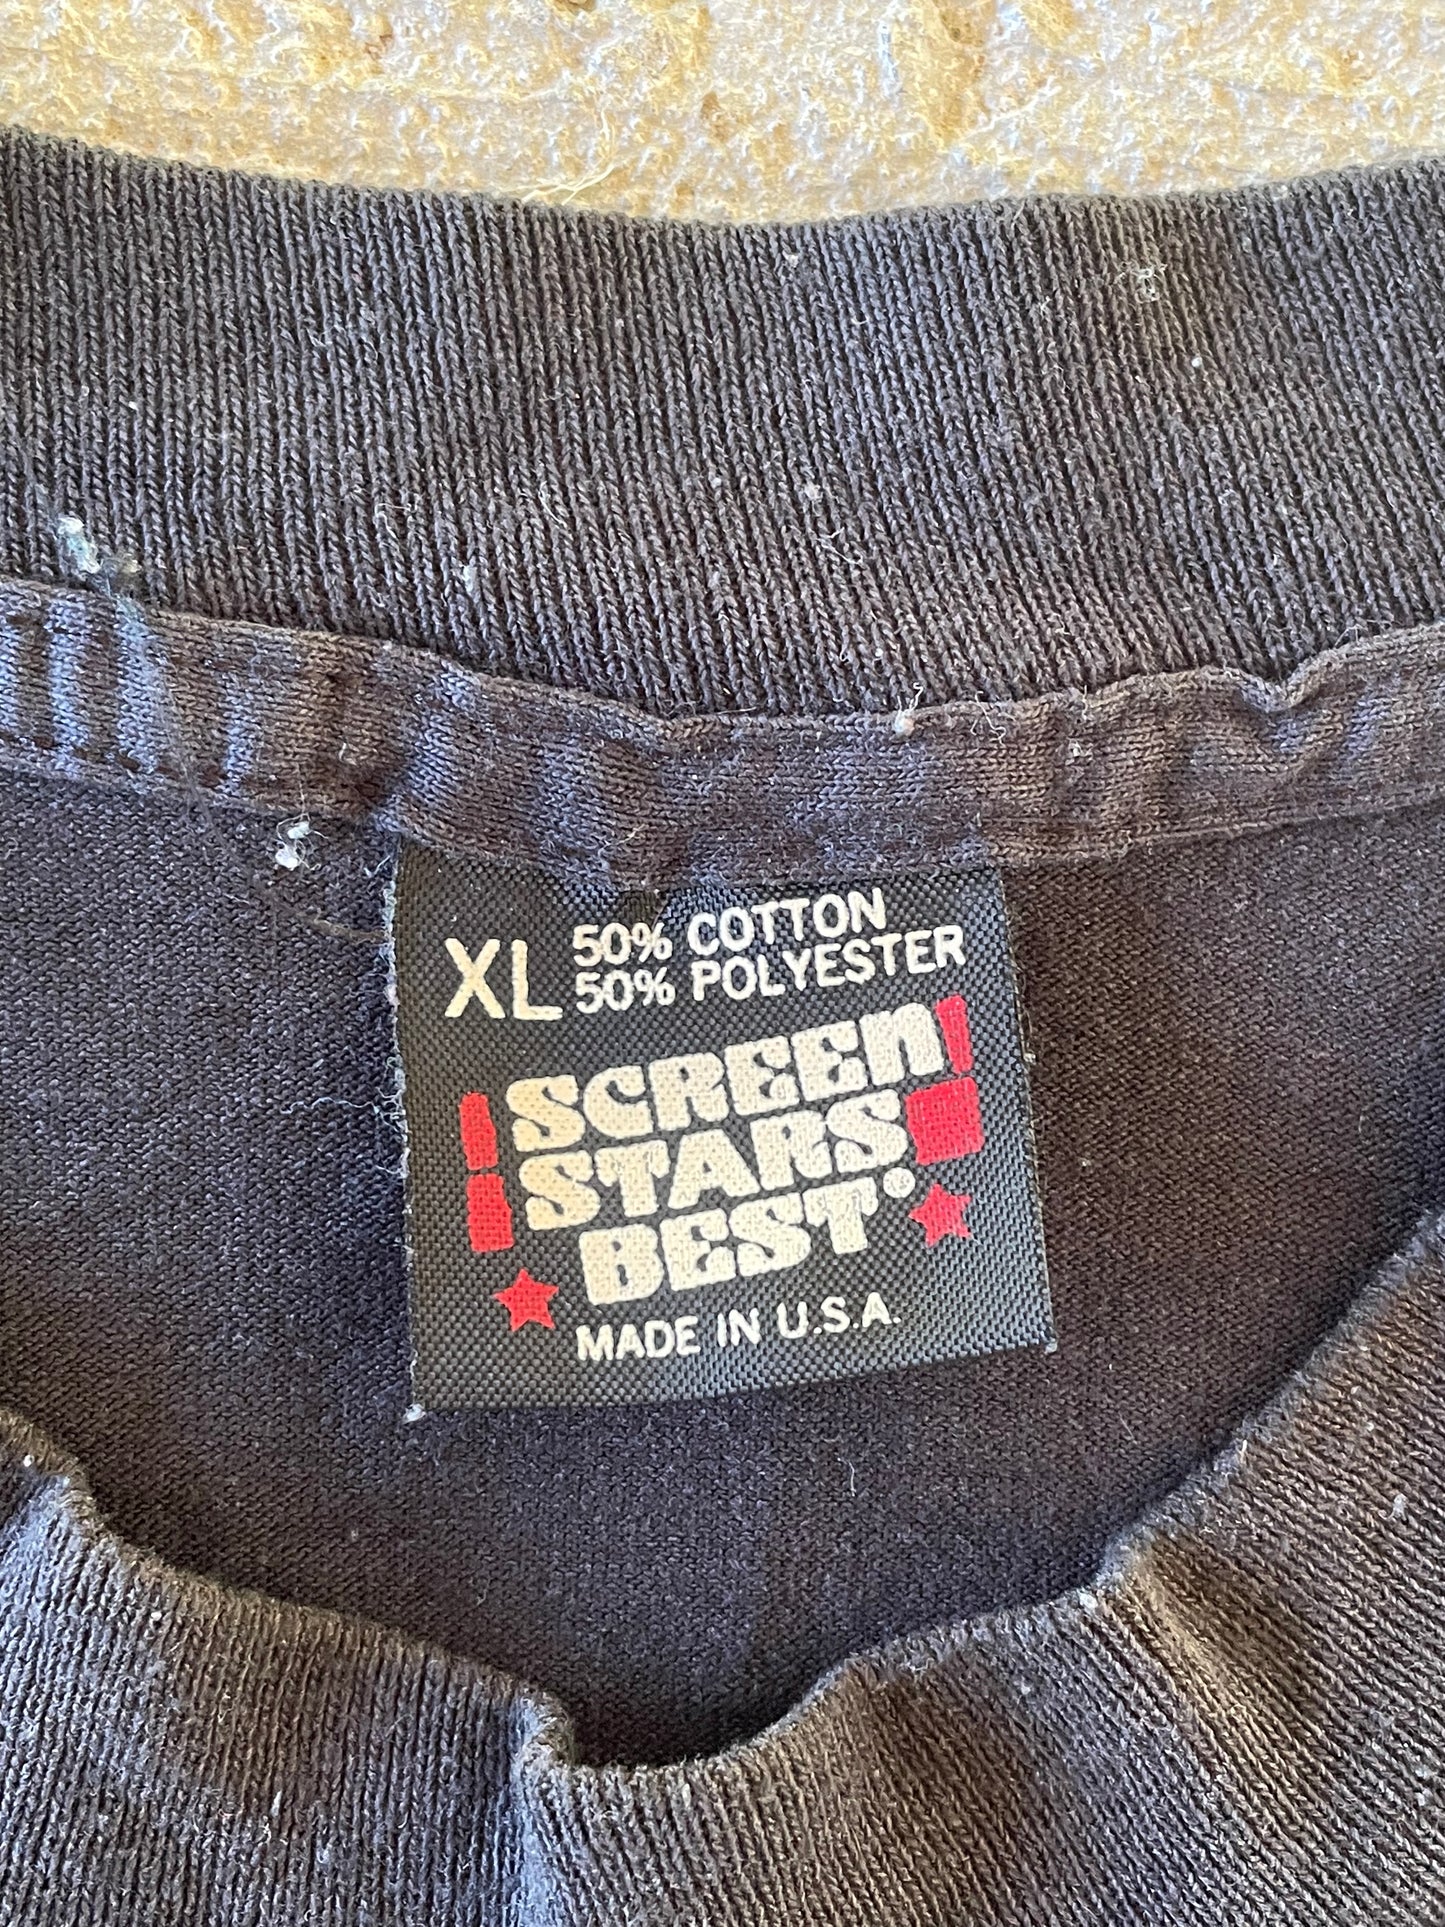 XL 50% COTTON
50% POLYESTER
SCREEN
STARS
BEST®
MADE IN U.S.A.